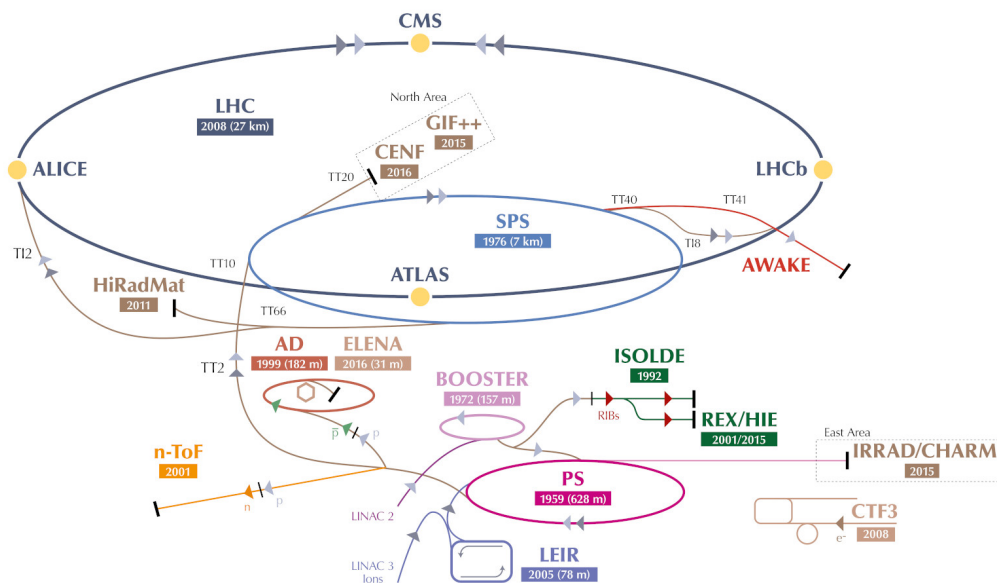 CMS
North Area
LHC
2008 (27 km)
GIF++
2015
CENF
2016
ALICE
LHCb
TT20
TT40
TT41
SPS
1976 (7 km)
TI8
TI2
TT10
AWAKE
ATLAS
HiRadMat
2011
TT66
AD
1999 (182 m)
ELENA
2016 (31 m)
TT2
ISOLDE
1992
BOOSTER
1972 (157 m)
RIBs
REX/HIE
2001/2015
p
p
East Area
n-ToF
2001
IRRAD/CHARM
2015
PS
1959 (628 m)
n
p
LINAC 2
CTF3
2008
e-
LEIR
2005 (78 m)
LINAC 3
Ions